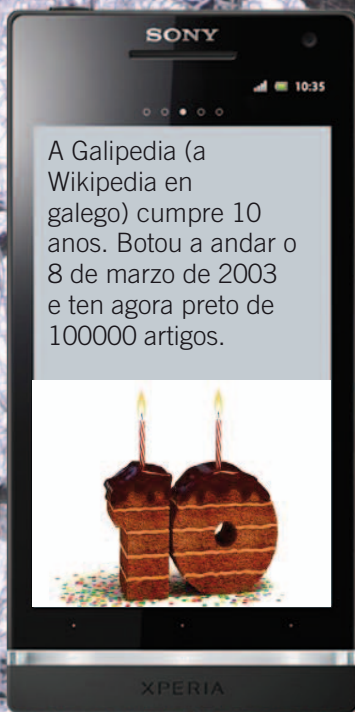 SONY
10:35
A Galipedia (a
Wikipedia en
galego) cumpre 10
anos. Botou a andar o
8 de marzo de 2003
e ten agora preto de
100000 artigos.
10
XPERIA